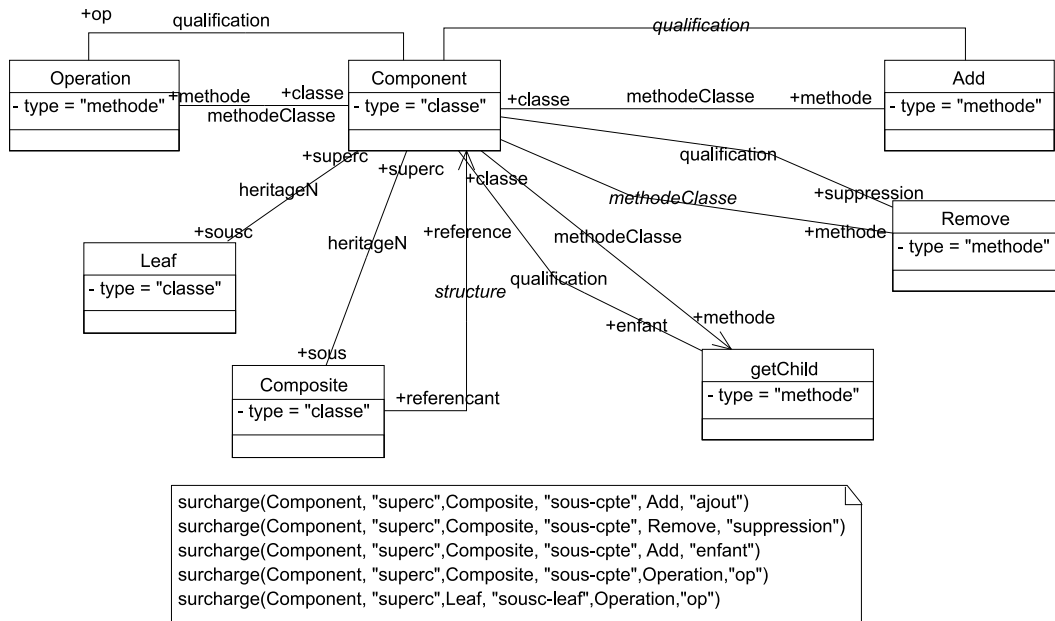 +op
qualification
qualification
Operation
- type = "methode"
Component
- type = "classe"
Add
- type = "methode"
+methode
+classe
methodeClasse
+classe
methodeClasse
+methode
+superc
+superc
+classe
qualification
+suppression
heritageN
methodeClasse
+sousc
heritageN
+reference
methodeClasse
+methode
Remove
- type = "methode"
Leaf
- type = "classe"
structure
qualification
+methode
+enfant
+sous
Composite
- type = "classe"
+referencant
getChild
- type = "methode"
surcharge(Component, "superc",Composite, "sous-cpte", Add, "ajout")
surcharge(Component, "superc",Composite, "sous-cpte", Remove, "suppression")
surcharge(Component, "superc",Composite, "sous-cpte", Add, "enfant")
surcharge(Component, "superc",Composite, "sous-cpte",Operation,"op")
surcharge(Component, "superc",Leaf, "sousc-leaf",Operation,"op")